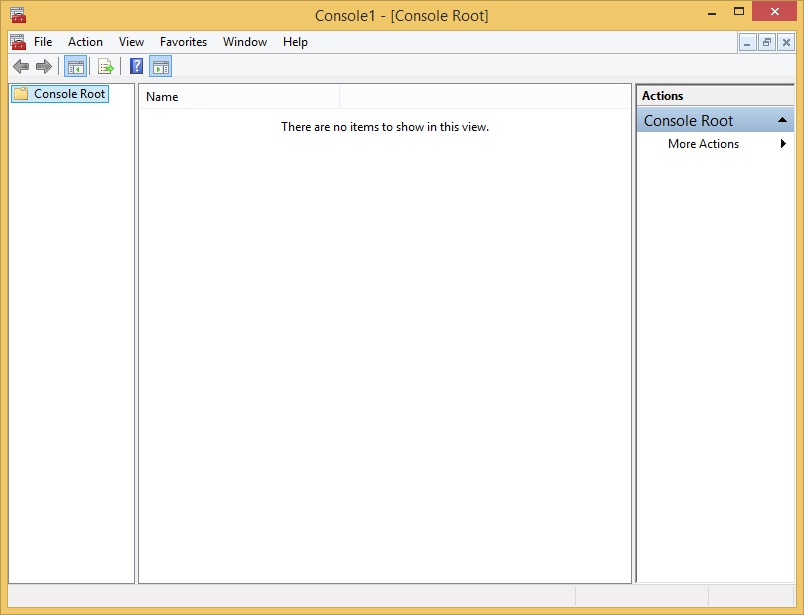 Console1 - [Console Root]
File Action View Favorites Window Help
?
Console Root
Name
There are no items to show in this view.
Actions
Console Root
More Actions